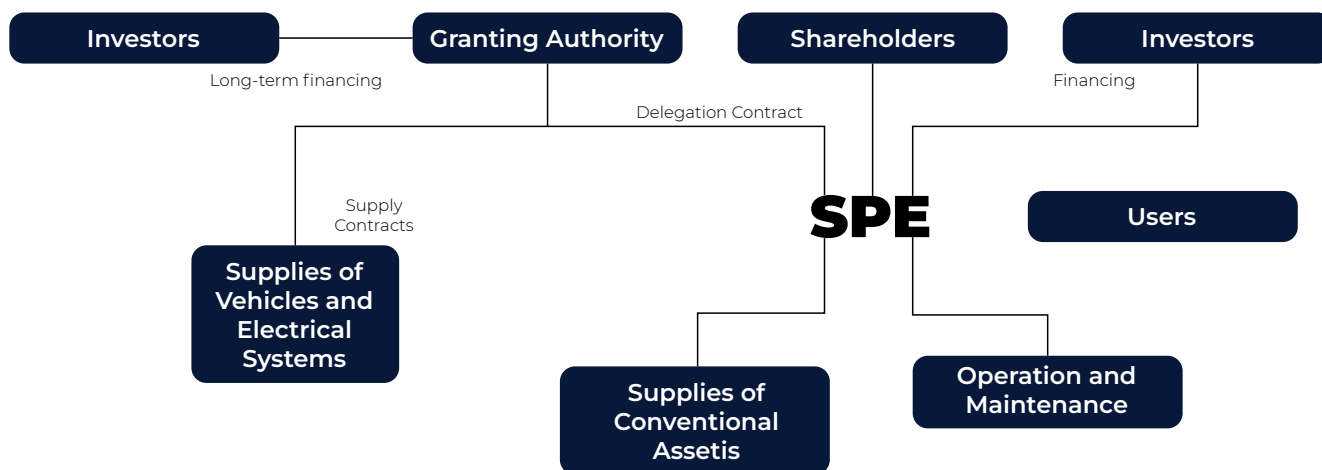 Investors
Granting Authority
Shareholders
Investors
Long-term financing
Financing
Delegation Contract
Supply
Contracts
SPE
Users
Supplies of
Vehicles and
Electrical
Systems
Operation and
Maintenance
Supplies of
Conventional
Assetis